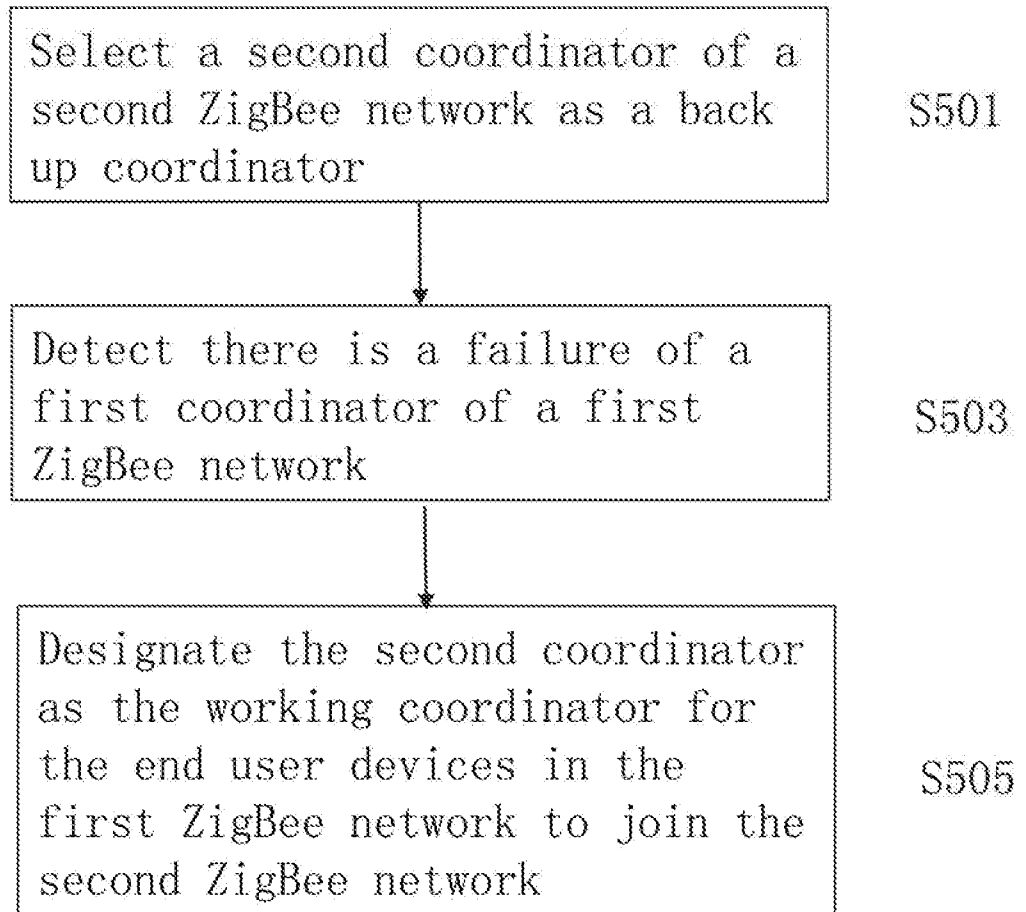 Select a second coordinator of a
second ZigBee network as a back
up coordinator
S501
Detect there is a failure of a
first coordinator of a first
ZigBee network
S503
Designate the second coordinator
as the working coordinator for
the end user devices in the
first ZigBee network to join the
second ZigBee network
S505